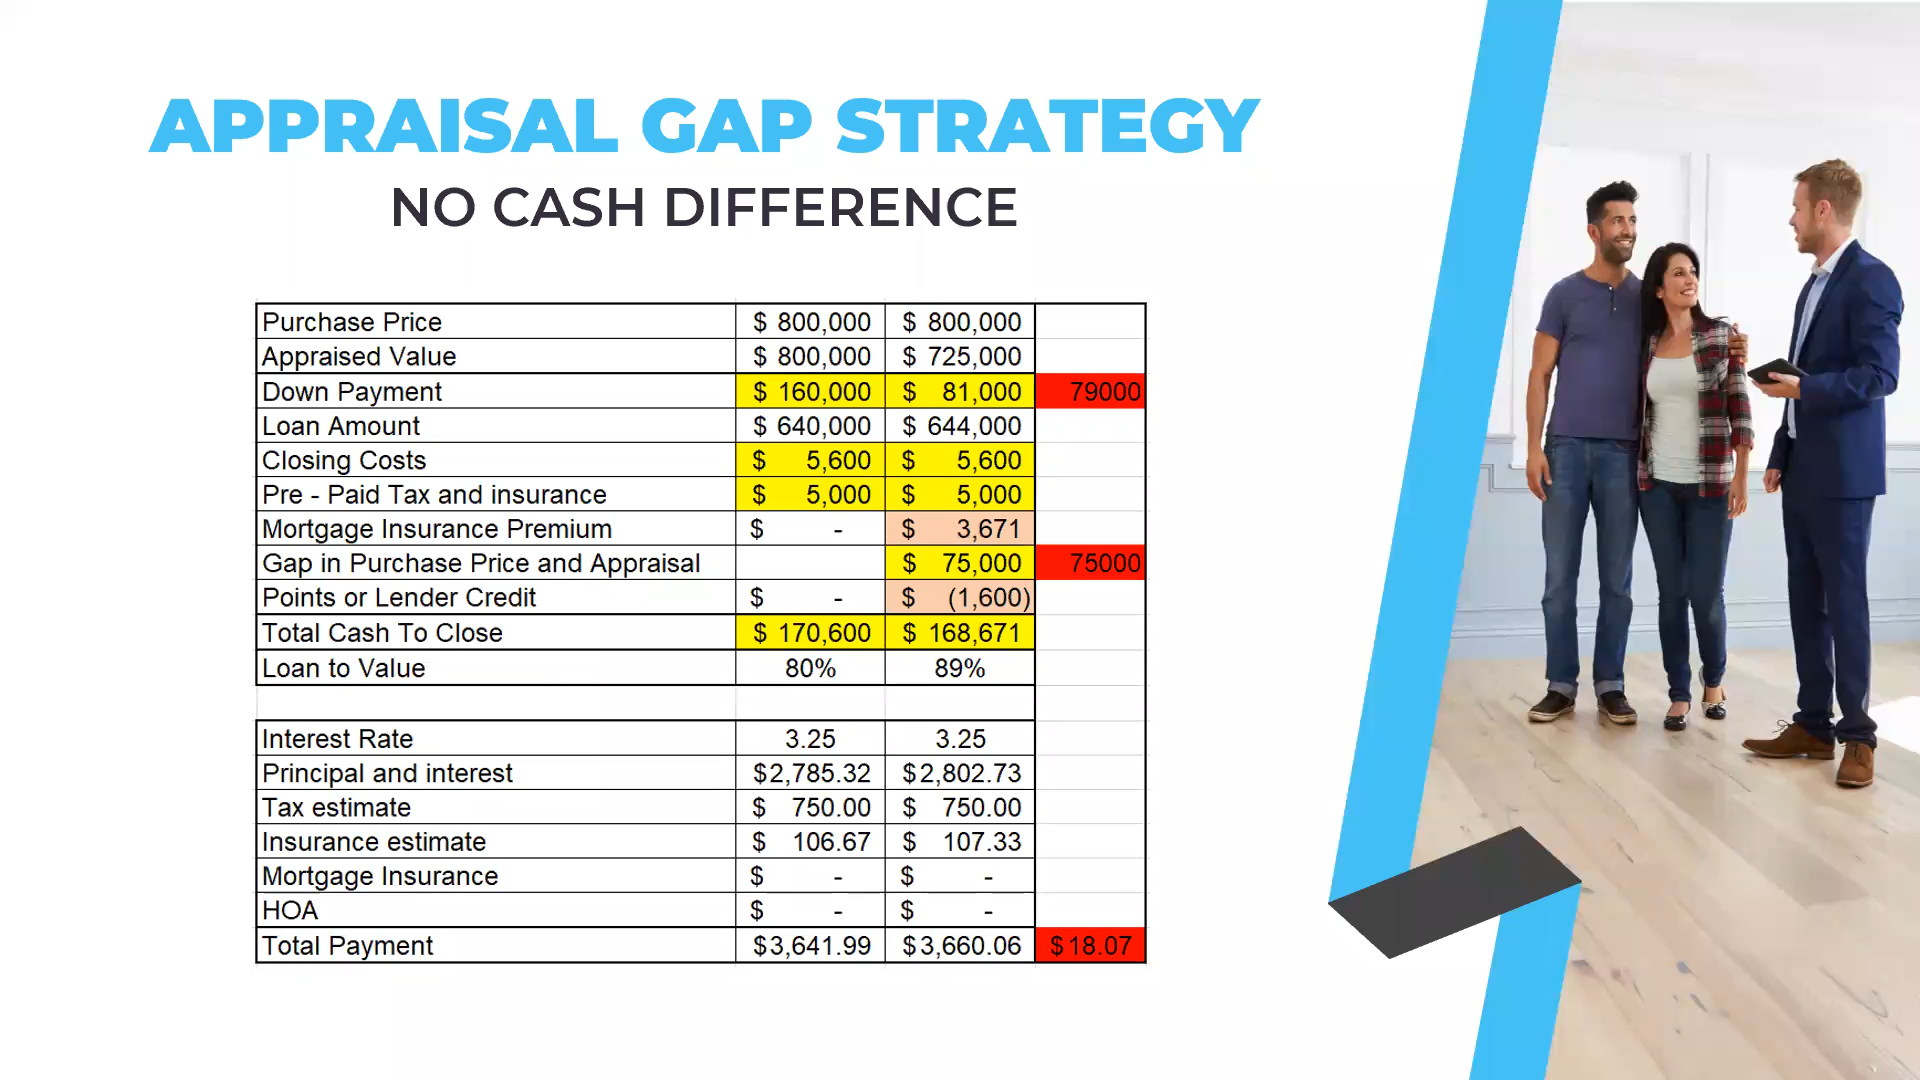 APPRAISAL GAP STRATEGY
NO CASH DIFFERENCE
Purchase Price $ 800,000 $ 800,000
Appraised Value $ 800,000 $ 725,000
Down Payment $ 160,000 $ 81,000 79000
Loan Amount $ 640,000 $ 644,000
Closing Costs $ 5,600 $ 5,600
Pre - Paid Tax and insurance $ 5,000 $ 5,000
Mortgage Insurance Premium $ - $ 3,671
Gap in Purchase Price and Appraisal $ 75,000 75000
Points or Lender Credit $ - $ (1,600)
Total Cash To Close $ 170,600 $ 168,671
Loan to Value 80% 89%
Interest Rate 3.25 3.25
Principal and interest $2,785.32 $2,802.73
Tax estimate $ 750.00 $ 750.00
Insurance estimate $ 106.67 $ 107.33
Mortgage Insurance $ - $ -
HOA $ - $ -
Total Payment $3,641.99 $3,660.06 $18.07